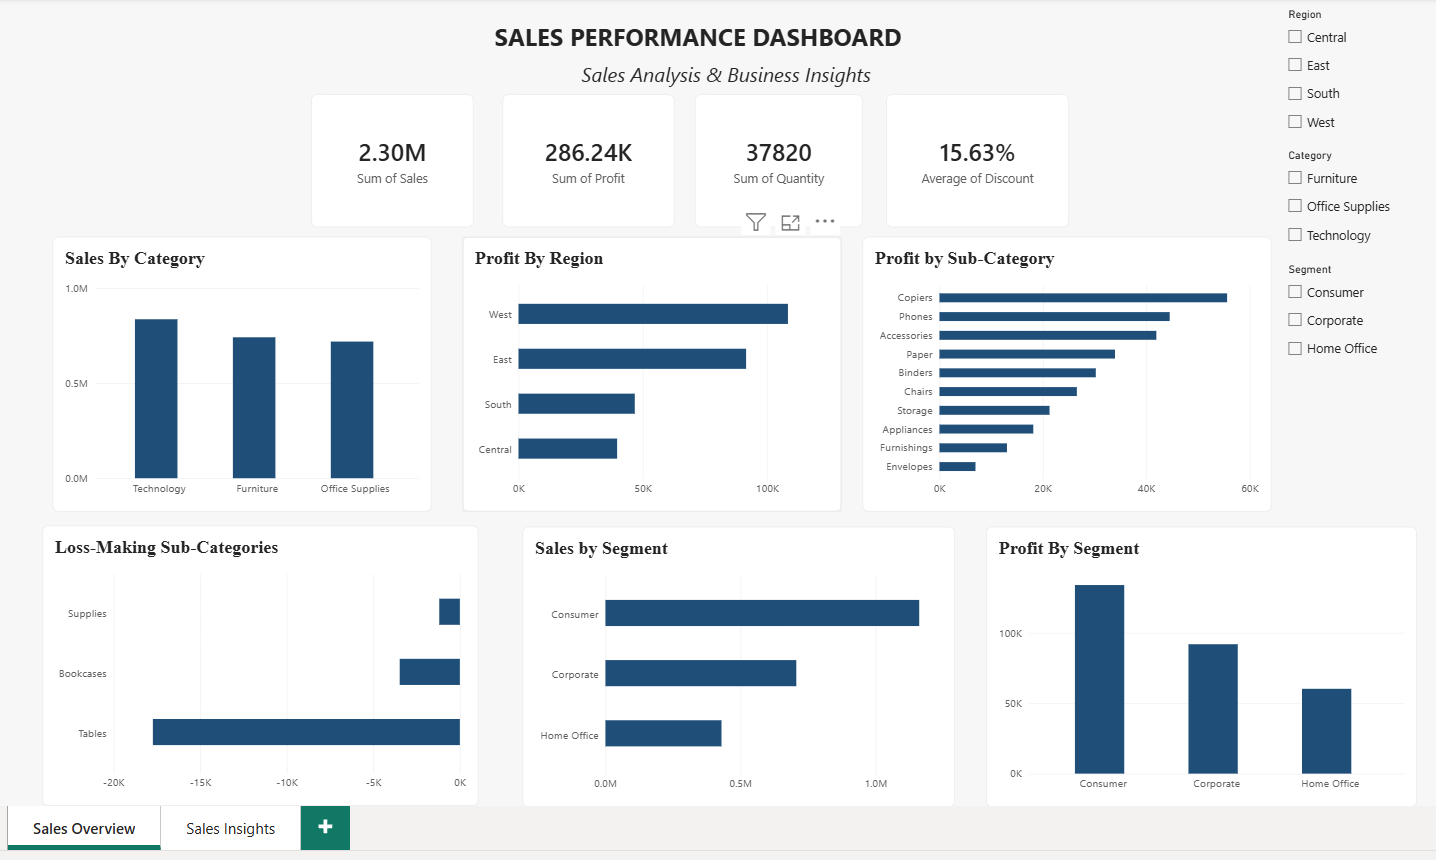 SALES PERFORMANCE DASHBOARD
Sales Analysis & Business Insights
2.30M
Sum of Sales
286.24K
Sum of Profit
37820
Sum of Quantity
15.63%
Average of Discount
Region
Central
East
South
West
Category
Furniture
Office Supplies
Technology
Segment
Consumer
Corporate
Home Office
Sales By Category
1.0M
0.5M
0.0M
Technology
Furniture
Office Supplies
Profit By Region
West
East
South
Central
0K
50K
100K
Profit by Sub-Category
Copiers
Phones
Accessories
Paper
Binders
Chairs
Storage
Appliances
Furnishings
Envelopes
0K
20K
40K
60K
Loss-Making Sub-Categories
Supplies
Bookcases
Tables
-20K
-15K
-10K
-5K
0K
Sales by Segment
Consumer
Corporate
Home Office
0.0M
0.5M
1.0M
Profit By Segment
100K
50K
0K
Consumer
Corporate
Home Office
Sales Overview
Sales Insights